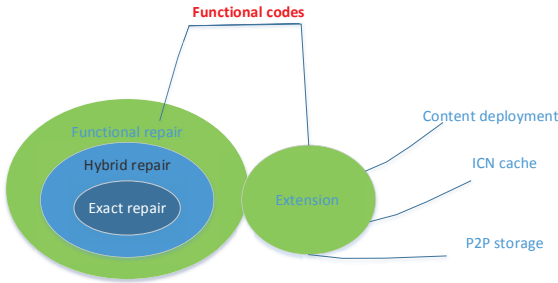 Functional codes
Functional repair
Hybrid repair
Exact repair
Extension
Content deployment
ICN cache
P2P storage